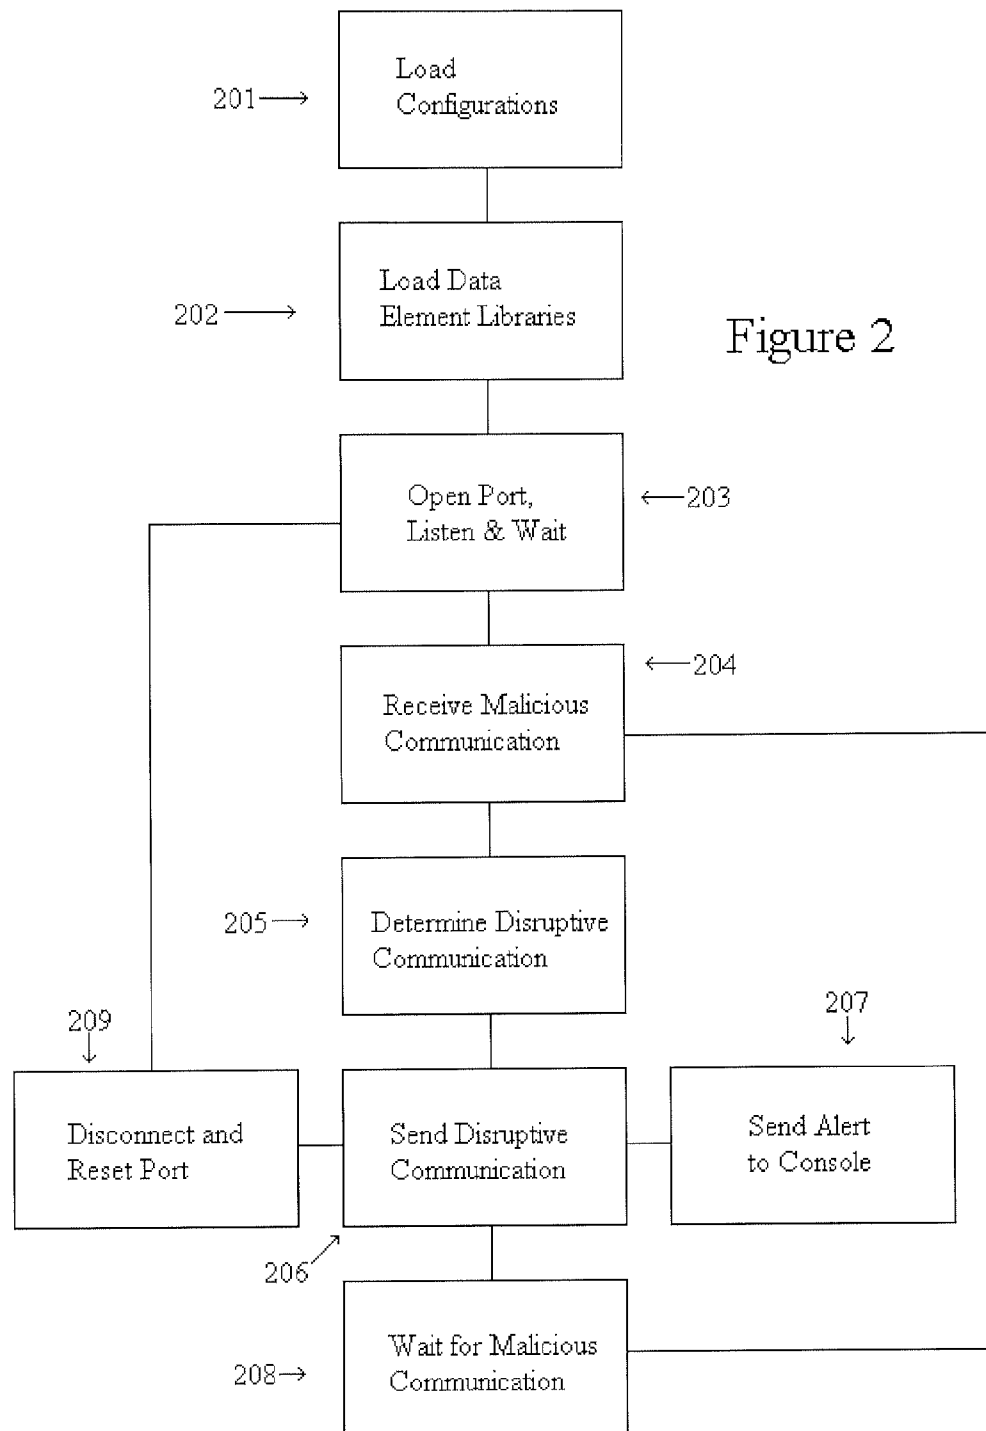 Load
Configurations
201
Load Data
Element Libraries
202
Figure 2
Open Port,
Listen & Wait
203
204
Receive Malicious
Communication
205
Determine Disruptive
Communication
207
209
Disconnect and
Reset Port
Send Disruptive
Communication
Send Alert
to Console
206
Wait for Malicious
Communication
208